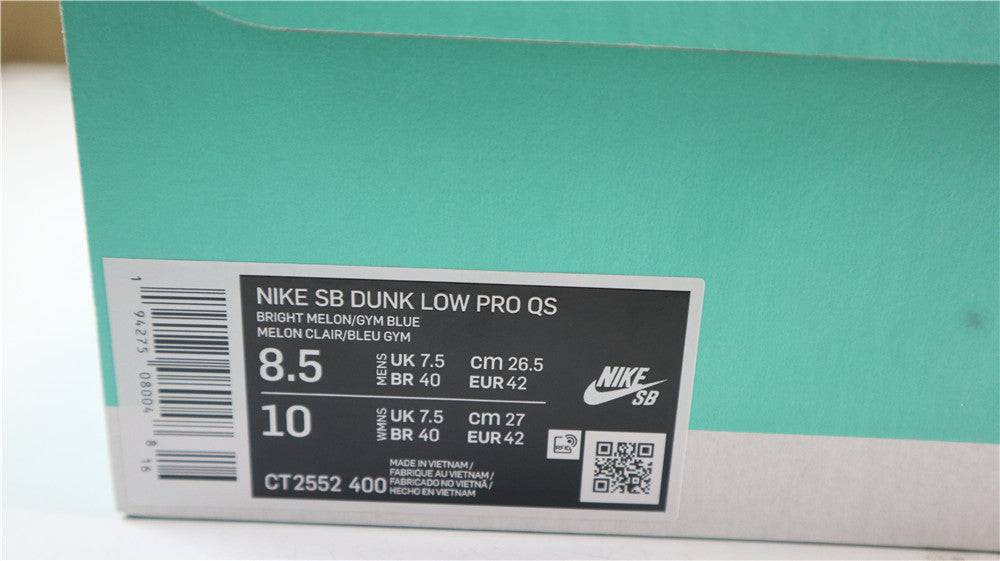 NIKE SB DUNK LOW PRO QS
BRIGHT MELON/GYM BLUE
MELON CLAIR/BLEU GYM
8.5 MENS UK 7.5 cm 26.5
BR 40 EUR 42
10 WMNS UK 7.5 cm 27
BR 40 EUR 42
CT2552 400
MADE IN VIETNAM /
FABRIQUE AU VIETNAM /
FABRICADO NO VIETNÃ /
HECHO EN VIETNAM
NIKE
SB
RFID
1 94275 08004 8 16